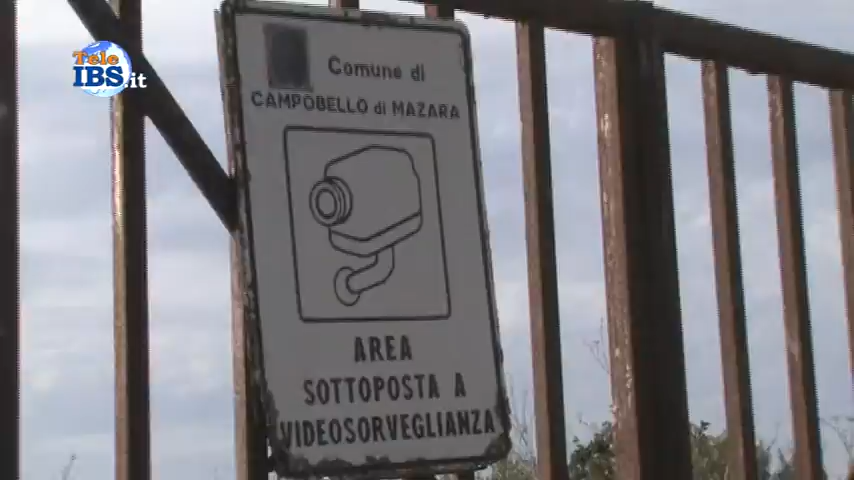 Tele
IBS.it
Comune di
CAMPOBELLO di MAZARA
AREA
SOTTOPOSTA A
VIDEOSORVEGLIANZA